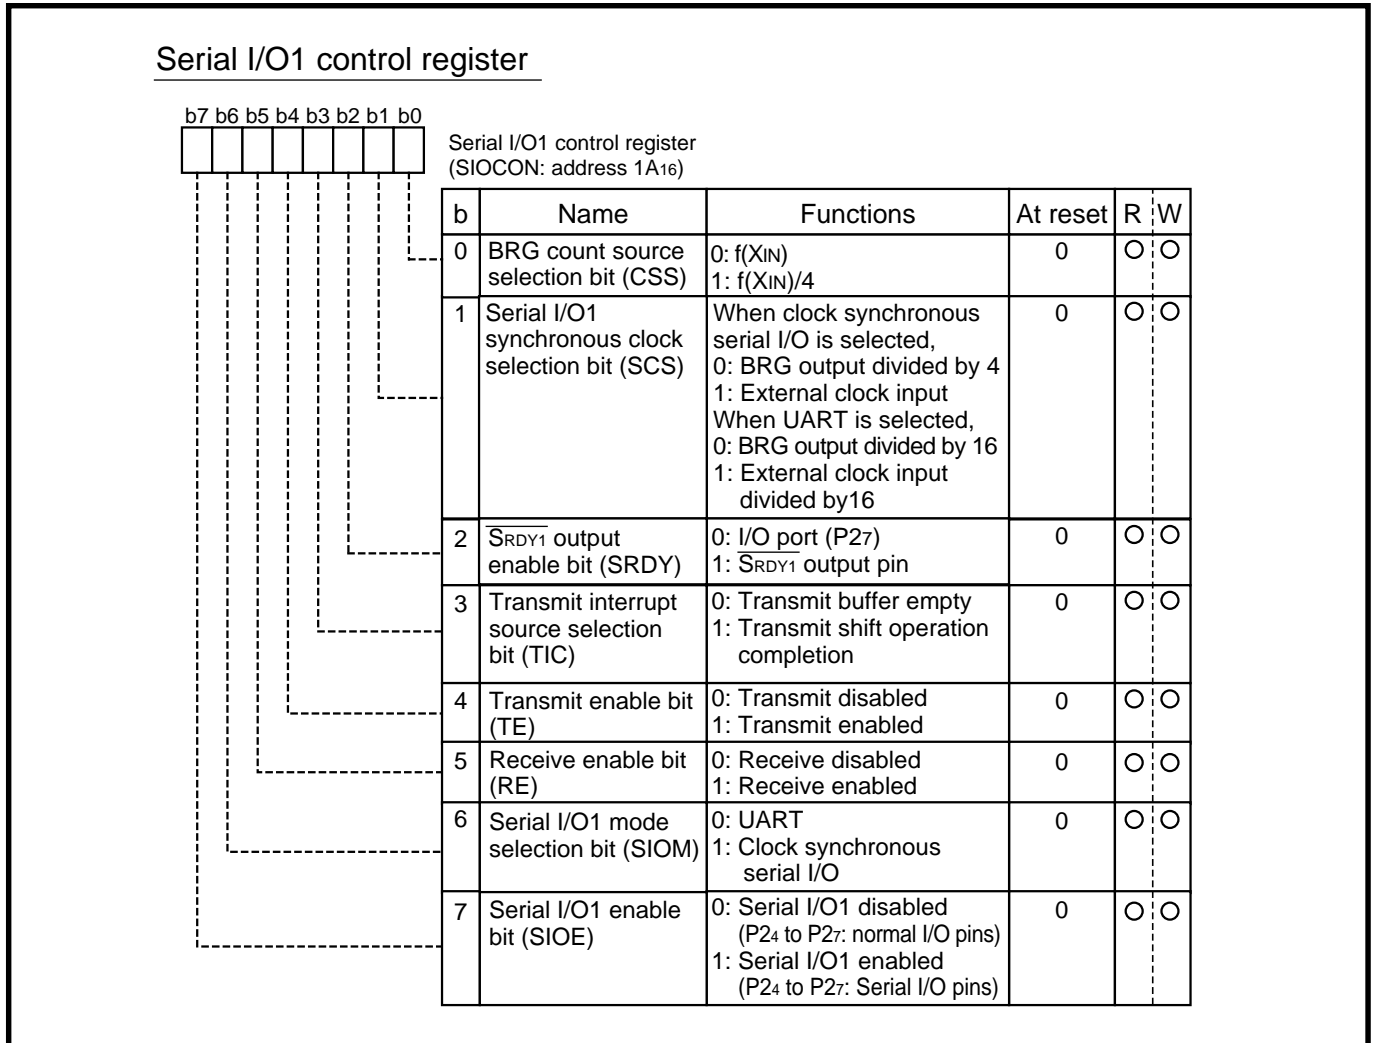 Serial I/O1 control register
b7 b6 b5 b4 b3 b2 b1 b0
Serial I/O1 control register
(SIOCON: address 1A16)
b Name Functions At reset R W
0 BRG count source selection bit (CSS) 0: f(XIN) 0
1: f(XIN)/4
1 Serial I/O1 synchronous clock selection bit (SCS) When clock synchronous 0
serial I/O is selected,
0: BRG output divided by 4
1: External clock input
When UART is selected,
0: BRG output divided by 16
1: External clock input
divided by16
2 SRDY1 output enable bit (SRDY) 0: I/O port (P27) 0
1: SRDY1 output pin
3 Transmit interrupt source selection bit (TIC) 0: Transmit buffer empty 0
1: Transmit shift operation
completion
4 Transmit enable bit (TE) 0: Transmit disabled 0
1: Transmit enabled
5 Receive enable bit (RE) 0: Receive disabled 0
1: Receive enabled
6 Serial I/O1 mode selection bit (SIOM) 0: UART 0
1: Clock synchronous
serial I/O
7 Serial I/O1 enable bit (SIOE) 0: Serial I/O1 disabled 0
(P24 to P27: normal I/O pins)
1: Serial I/O1 enabled
(P24 to P27: Serial I/O pins)